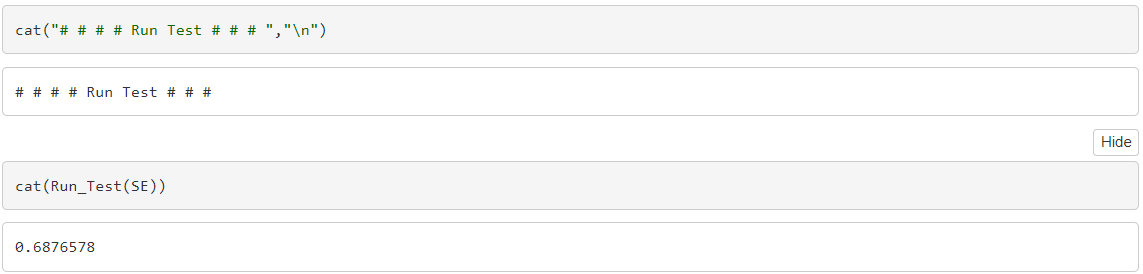 cat("# # # # Run Test # # # ","\n")
# # # # Run Test # # #
Hide
cat(Run_Test(SE))
0.6876578